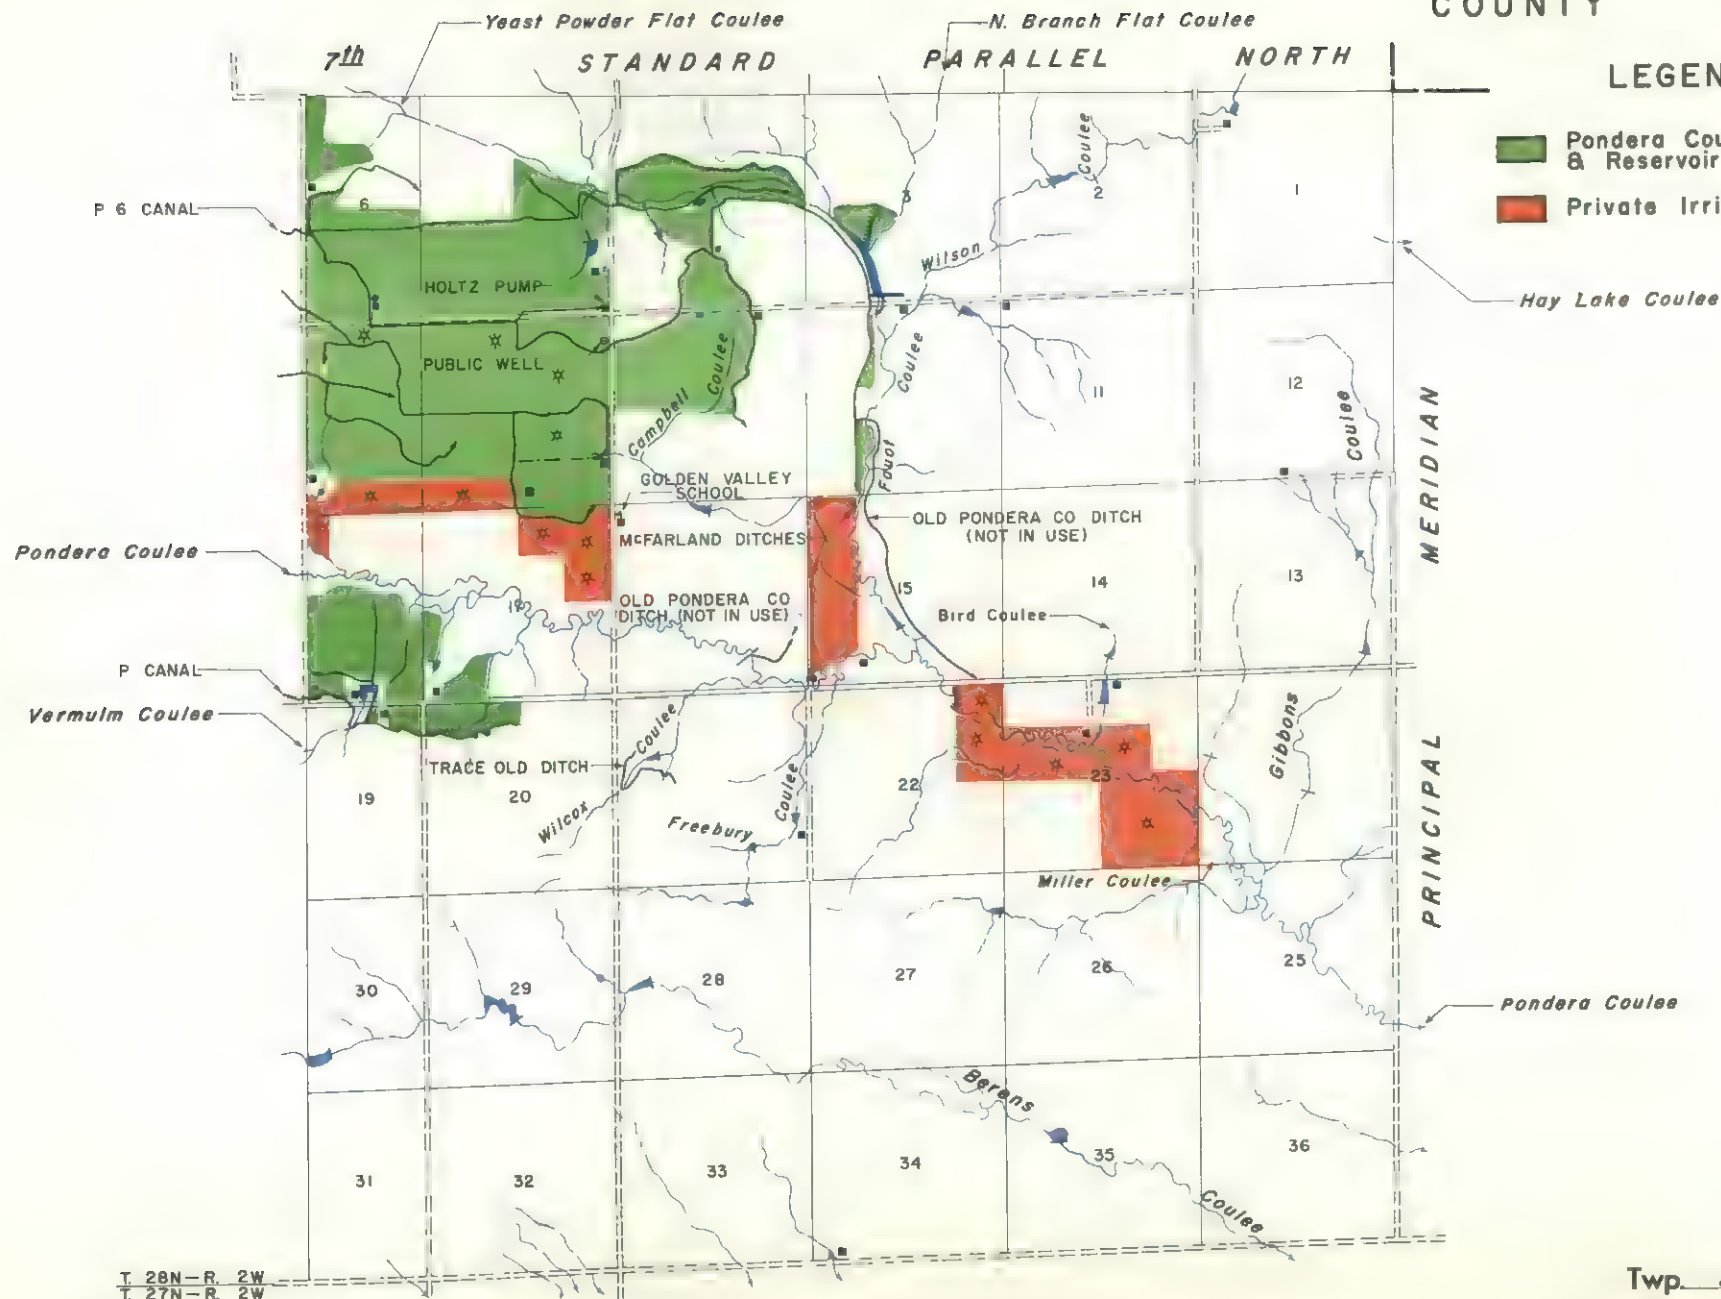 COUNTY
Yeast Powder Flat Coulee
N. Branch Flat Coulee
7th STANDARD PARALLEL NORTH
LEGEN
Pondera Cou
& Reservoir
Private Irri
Coulee
3
2
1
P 6 CANAL
6
Wilson
HOLTZ PUMP
Hay Lake Coulee
PUBLIC WELL
Coulee
Coulee
11
12
Coulee
MERIDIAN
Campbell
Favot
GOLDEN VALLEY
SCHOOL
OLD PONDERA CO DITCH
(NOT IN USE)
McFARLAND DITCHES
Pondera Coulee
15
14
13
OLD PONDERA CO
DITCH (NOT IN USE)
Bird Coulee
P CANAL
Vermulm Coulee
Coulee
Gibbons
PRINCIPAL
TRACE OLD DITCH
19
20
Wilcox
Coulee
Freebury
22
23
Miller Coulee
30
29
28
27
26
25
Pondera Coulee
Berens
31
32
33
34
35
36
Coulee
T. 28N-R. 2W
T. 27N-R. 2W
Twp.